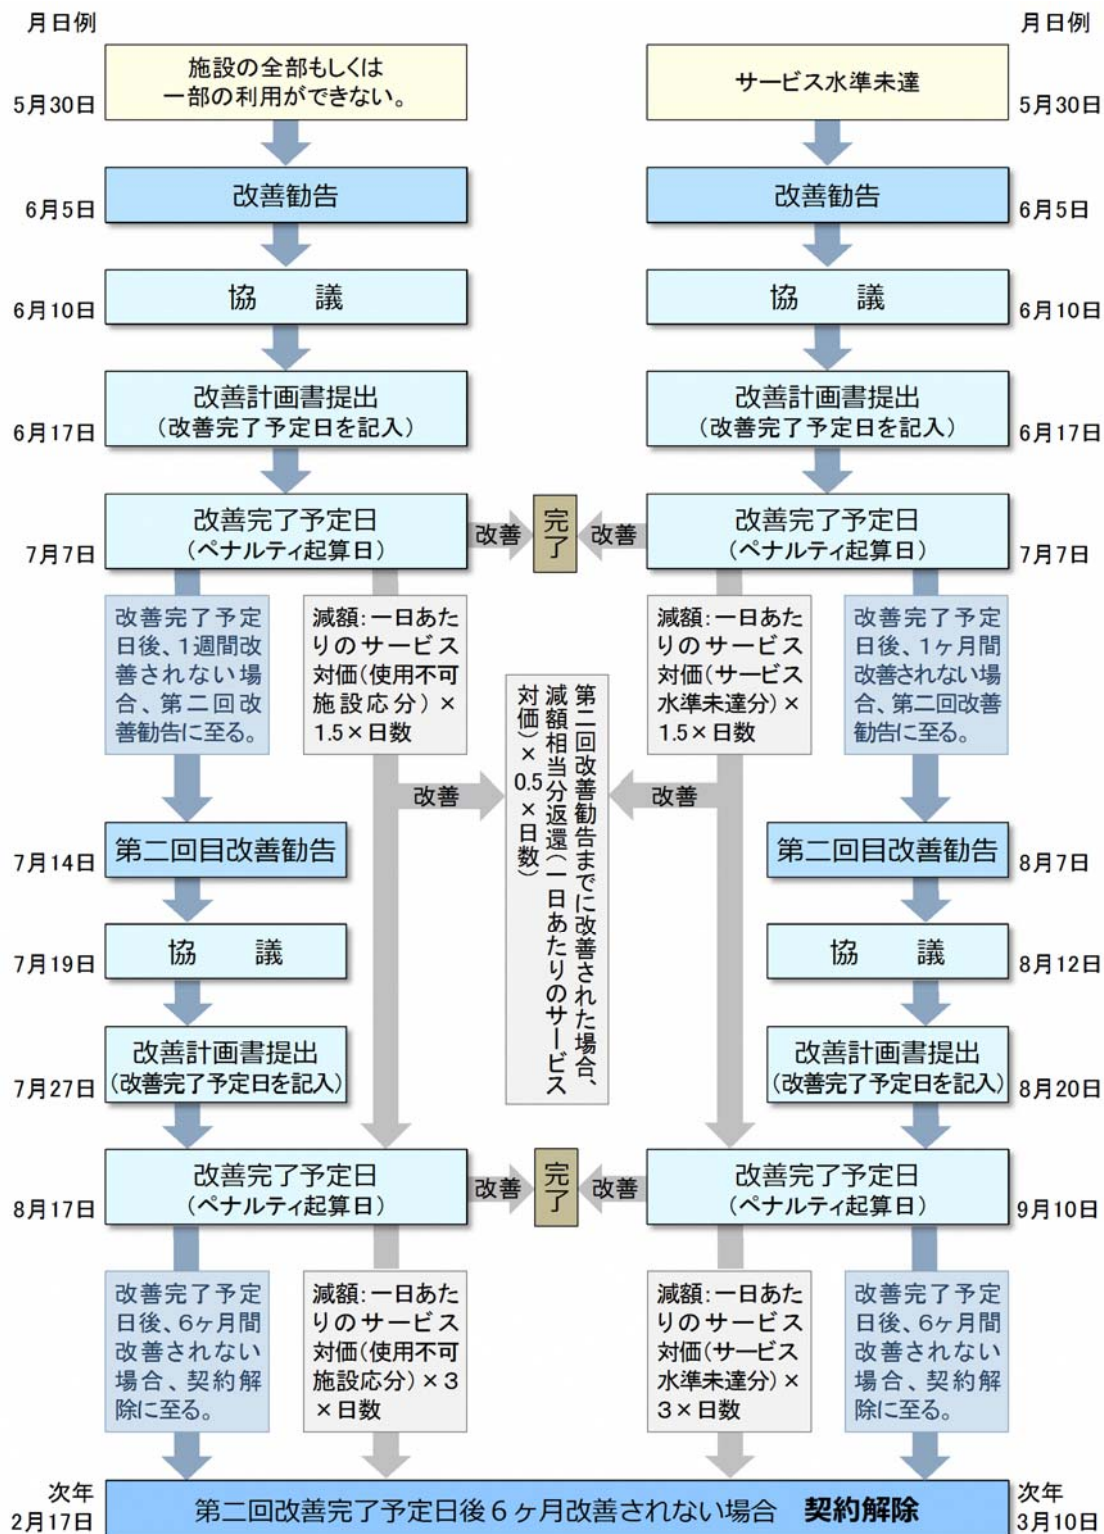 月日例
月日例
施設の全部もしくは
一部の利用ができない。
5月30日
サービス水準未達
5月30日
改善勧告
6月5日
改善勧告
6月5日
協　議
6月10日
協　議
6月10日
改善計画書提出
(改善完了予定日を記入)
6月17日
改善計画書提出
(改善完了予定日を記入)
6月17日
改善完了予定日
(ペナルティ起算日)
7月7日
改善
完了
改善
改善完了予定日
(ペナルティ起算日)
7月7日
改善完了予定
日後、1週間改
善されない場
合、第二回改
善勧告に至る。
減額:一日あた
りのサービス
対価(使用不可
施設応分)×
1.5×日数
減額:一日あた
りのサービス
対価(サービス
水準未達分)×
1.5×日数
改善完了予定
日後、1ヶ月間
改善されない場
合、第二回改善
勧告に至る。
改善
第二回改善勧告までに改善された場合、
減額相当分返還(一日あたりのサービス
対価)×0.5×日数)
改善
第二回目改善勧告
7月14日
第二回目改善勧告
8月7日
協　議
7月19日
協　議
8月12日
改善計画書提出
(改善完了予定日を記入)
7月27日
改善計画書提出
(改善完了予定日を記入)
8月20日
改善完了予定日
(ペナルティ起算日)
8月17日
改善
完了
改善
改善完了予定日
(ペナルティ起算日)
9月10日
改善完了予定
日後、6ヶ月間
改善されない
場合、契約解
除に至る。
減額:一日あた
りのサービス
対価(使用不可
施設応分)×3
×日数
減額:一日あた
りのサービス
対価(サービス
水準未達分)×
3×日数
改善完了予定
日後、6ヶ月間
改善されない
場合、契約解
除に至る。
次年
2月17日
第二回改善完了予定日後6ヶ月改善されない場合　契約解除
次年
3月10日